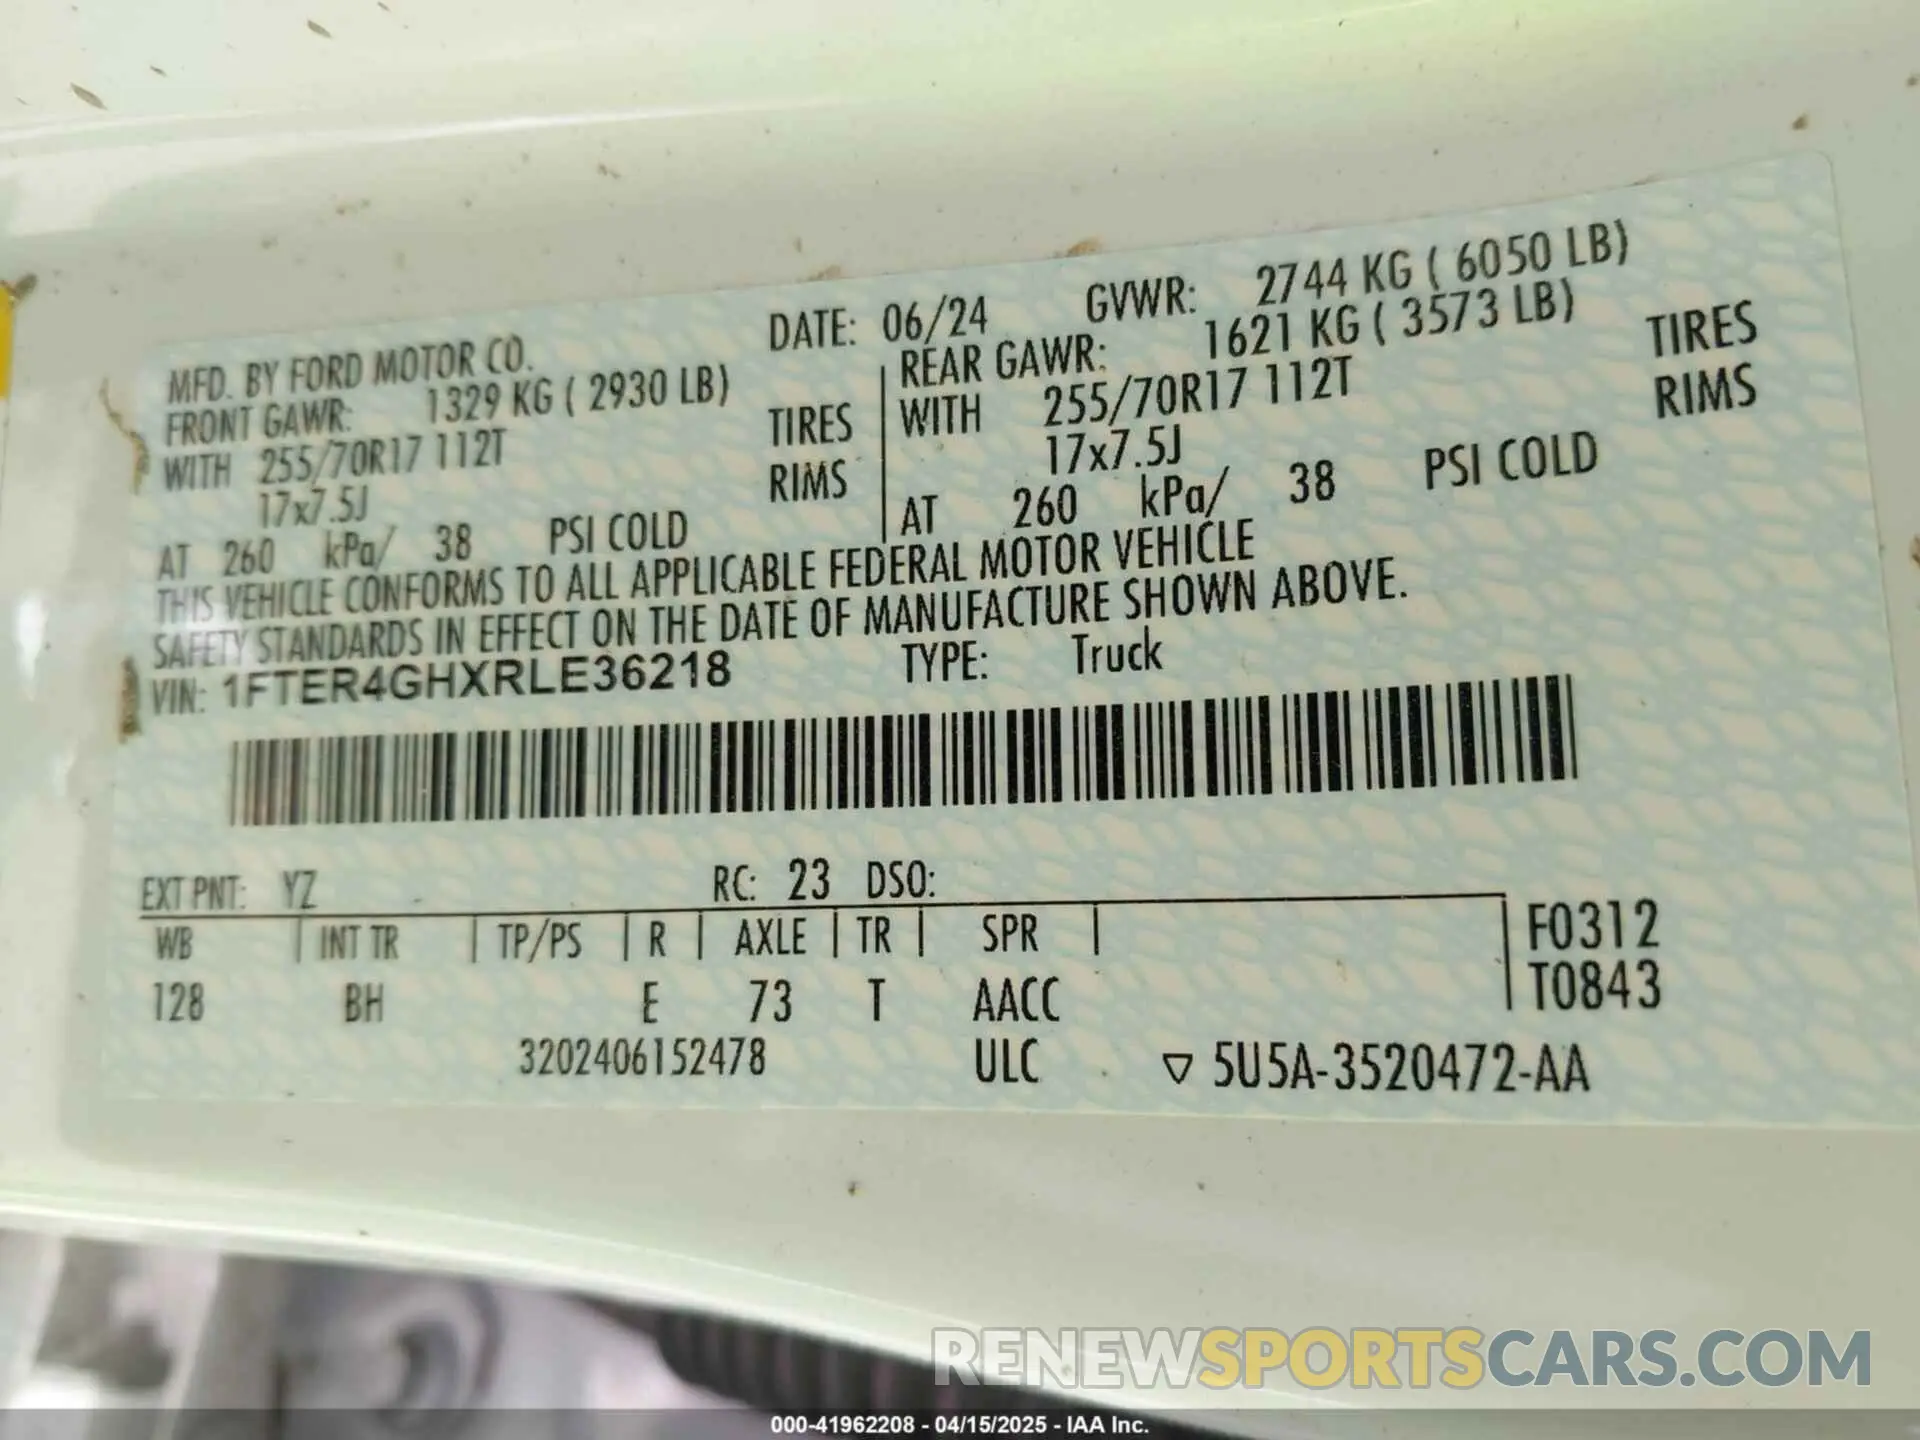 MFD. BY FORD MOTOR CO. DATE: 06/24 GVWR: 2744 KG ( 6050 LB)
FRONT GAWR: 1329 KG ( 2930 LB) REAR GAWR: 1621 KG ( 3573 LB)
WITH 255/70R17 112T TIRES WITH 255/70R17 112T TIRES
17x7.5J RIMS 17x7.5J RIMS
AT 260 kPa/ 38 PSI COLD AT 260 kPa/ 38 PSI COLD
THIS VEHICLE CONFORMS TO ALL APPLICABLE FEDERAL MOTOR VEHICLE
SAFETY STANDARDS IN EFFECT ON THE DATE OF MANUFACTURE SHOWN ABOVE.
VIN: 1FTER4GHXRLE36218 TYPE: Truck
EXT PNT: YZ RC: 23 DSO:
WB INT TR TP/PS R AXLE TR SPR F0312
128 BH E 73 T AACC T0843
3202406152478 ULC ▽ 5U5A-3520472-AA
RENEWSPORTSCARS.COM
000-41962208 - 04/15/2025 - IAA Inc.